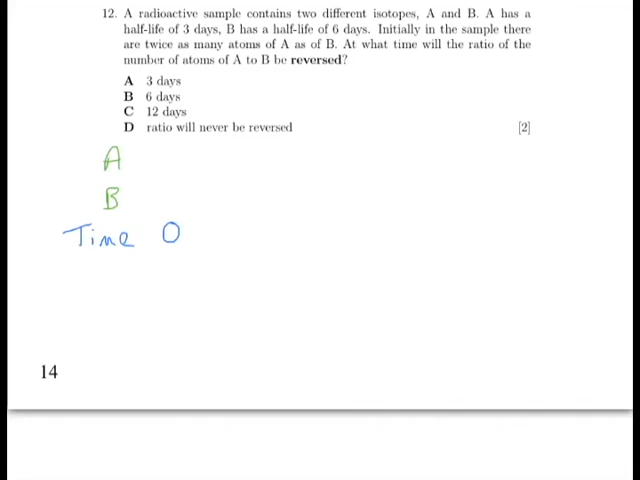 12. A radioactive sample contains two different isotopes, A and B. A has a
half-life of 3 days, B has a half-life of 6 days. Initially in the sample there
are twice as many atoms of A as of B. At what time will the ratio of the
number of atoms of A to B be reversed?
A 3 days
B 6 days
C 12 days
D ratio will never be reversed [2]
A
B
Time 0
14